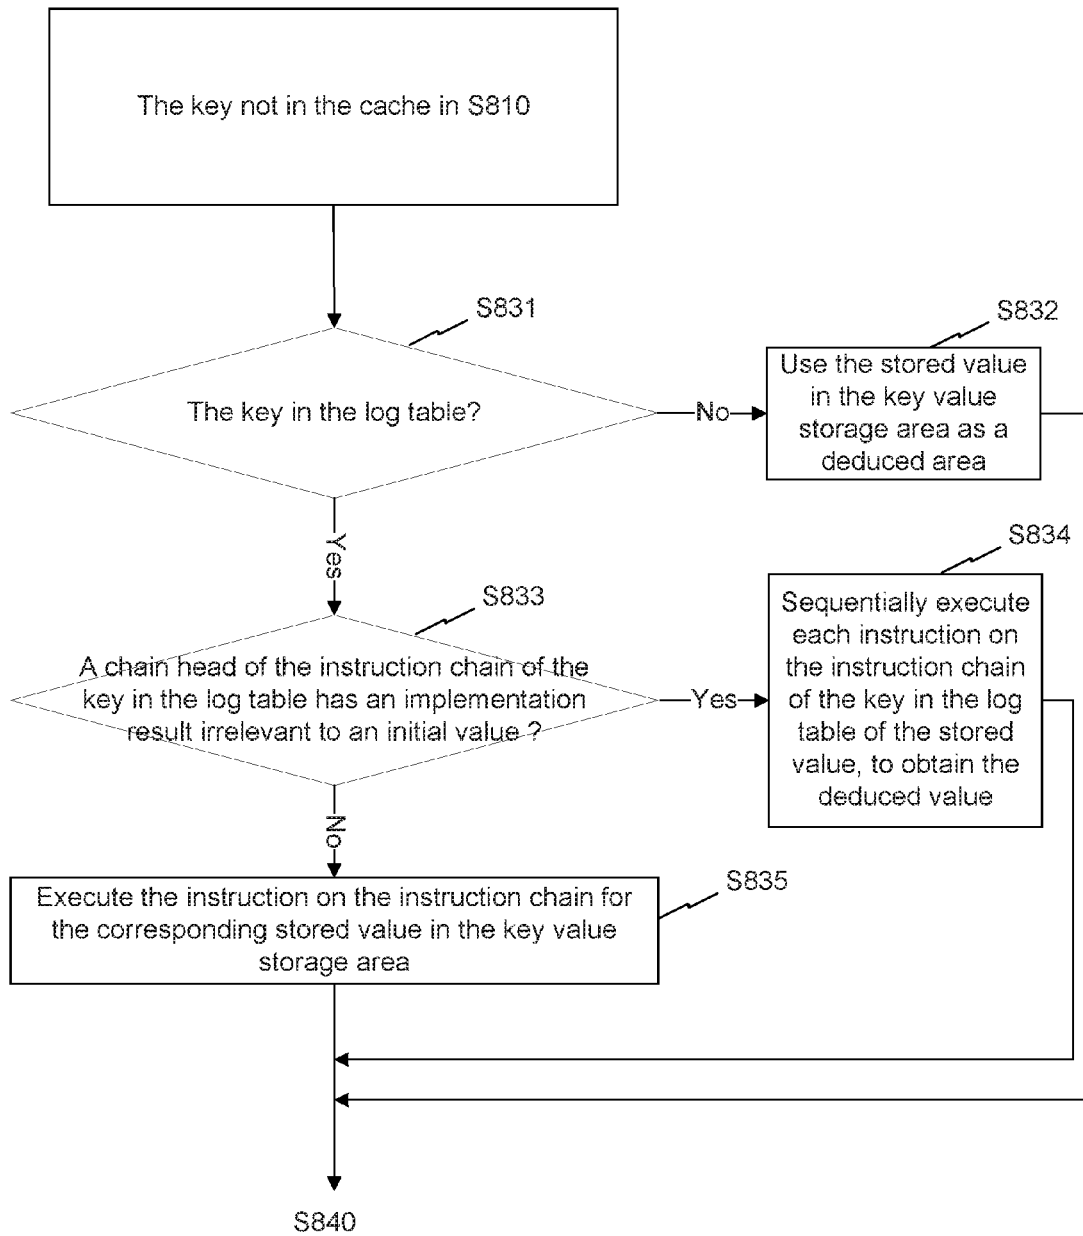 The key not in the cache in S810
S831
The key in the log table?
No
S832
Use the stored value
in the key value
storage area as a
deduced area
Yes
S833
A chain head of the instruction chain of the
key in the log table has an implementation
result irrelevant to an initial value ?
Yes
S834
Sequentially execute
each instruction on
the instruction chain
of the key in the log
table of the stored
value, to obtain the
deduced value
No
S835
Execute the instruction on the instruction chain for
the corresponding stored value in the key value
storage area
S840